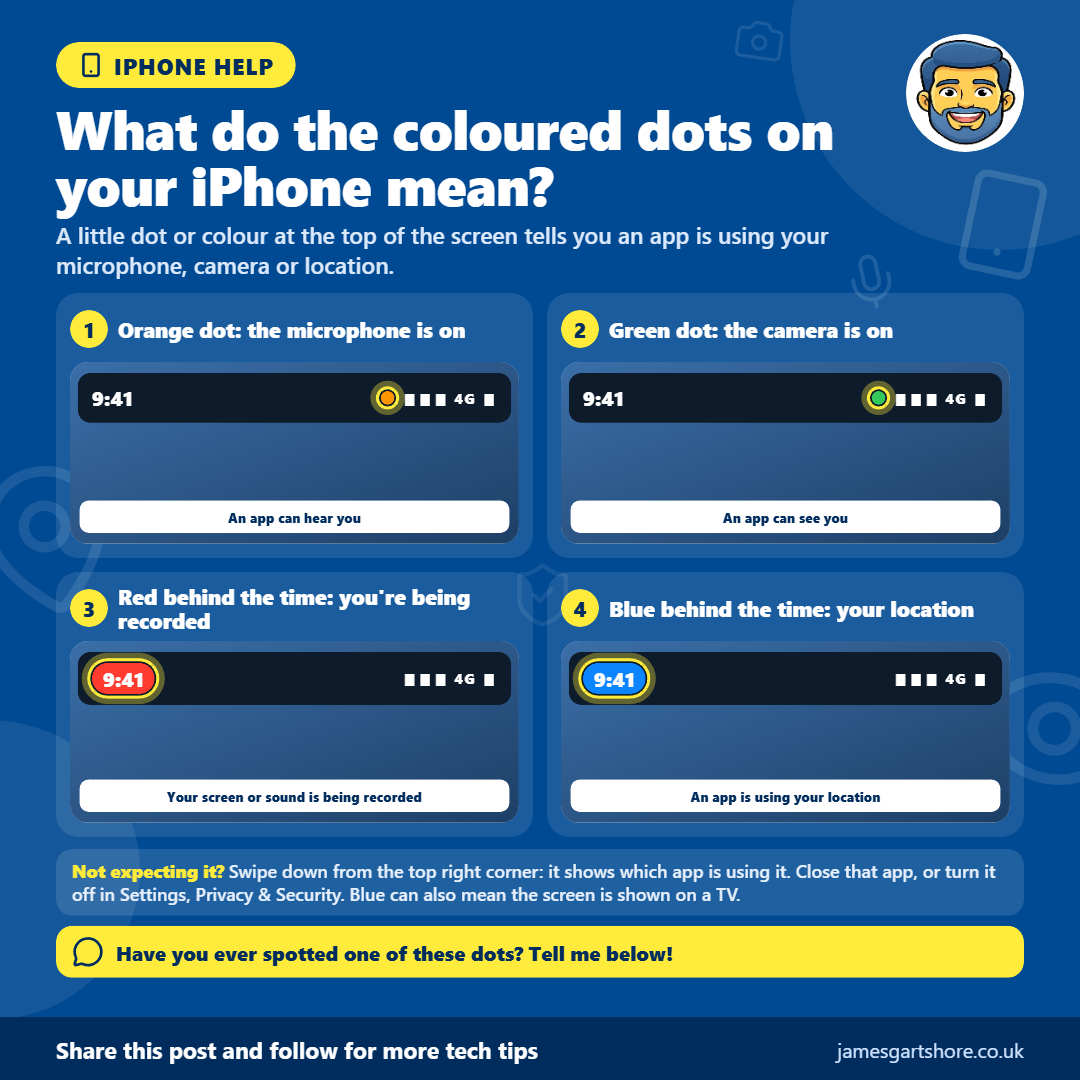 IPHONE HELP
What do the coloured dots on
your iPhone mean?
A little dot or colour at the top of the screen tells you an app is using your
microphone, camera or location.
1 Orange dot: the microphone is on
9:41 4G
An app can hear you
2 Green dot: the camera is on
9:41 4G
An app can see you
3 Red behind the time: you're being
recorded
9:41 4G
Your screen or sound is being recorded
4 Blue behind the time: your location
9:41 4G
An app is using your location
Not expecting it? Swipe down from the top right corner: it shows which app is using it. Close that app, or turn it
off in Settings, Privacy & Security. Blue can also mean the screen is shown on a TV.
Have you ever spotted one of these dots? Tell me below!
Share this post and follow for more tech tips
jamesgartshore.co.uk